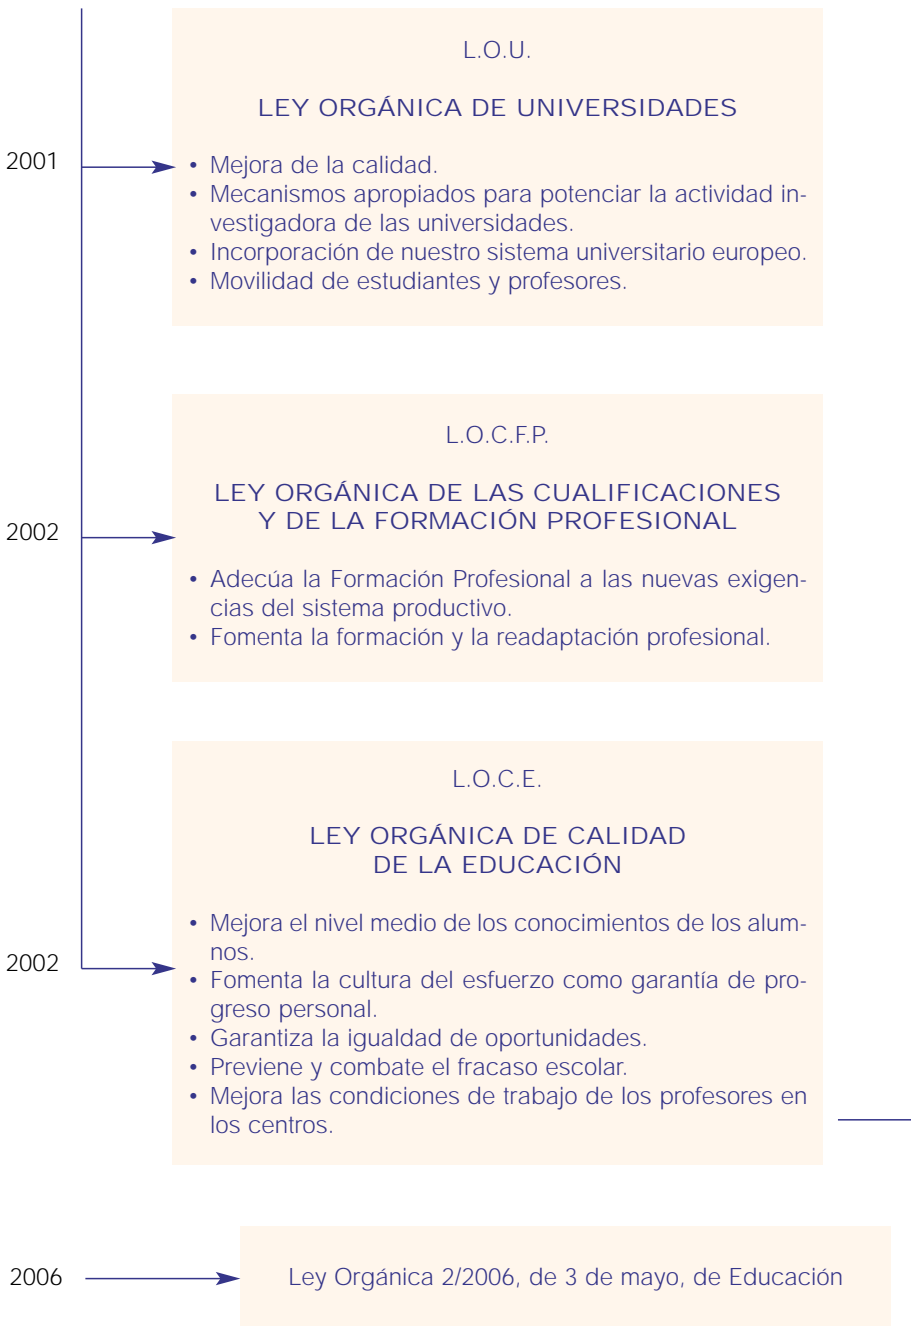 L.O.U.
LEY ORGÁNICA DE UNIVERSIDADES
2001
• Mejora de la calidad.
• Mecanismos apropiados para potenciar la actividad in-
vestigadora de las universidades.
• Incorporación de nuestro sistema universitario europeo.
• Movilidad de estudiantes y profesores.
L.O.C.F.P.
LEY ORGÁNICA DE LAS CUALIFICACIONES
Y DE LA FORMACIÓN PROFESIONAL
2002
• Adecúa la Formación Profesional a las nuevas exigen-
cias del sistema productivo.
• Fomenta la formación y la readaptación profesional.
L.O.C.E.
LEY ORGÁNICA DE CALIDAD
DE LA EDUCACIÓN
• Mejora el nivel medio de los conocimientos de los alum-
nos.
2002
• Fomenta la cultura del esfuerzo como garantía de pro-
greso personal.
• Garantiza la igualdad de oportunidades.
• Previene y combate el fracaso escolar.
• Mejora las condiciones de trabajo de los profesores en
los centros.
2006
Ley Orgánica 2/2006, de 3 de mayo, de Educación